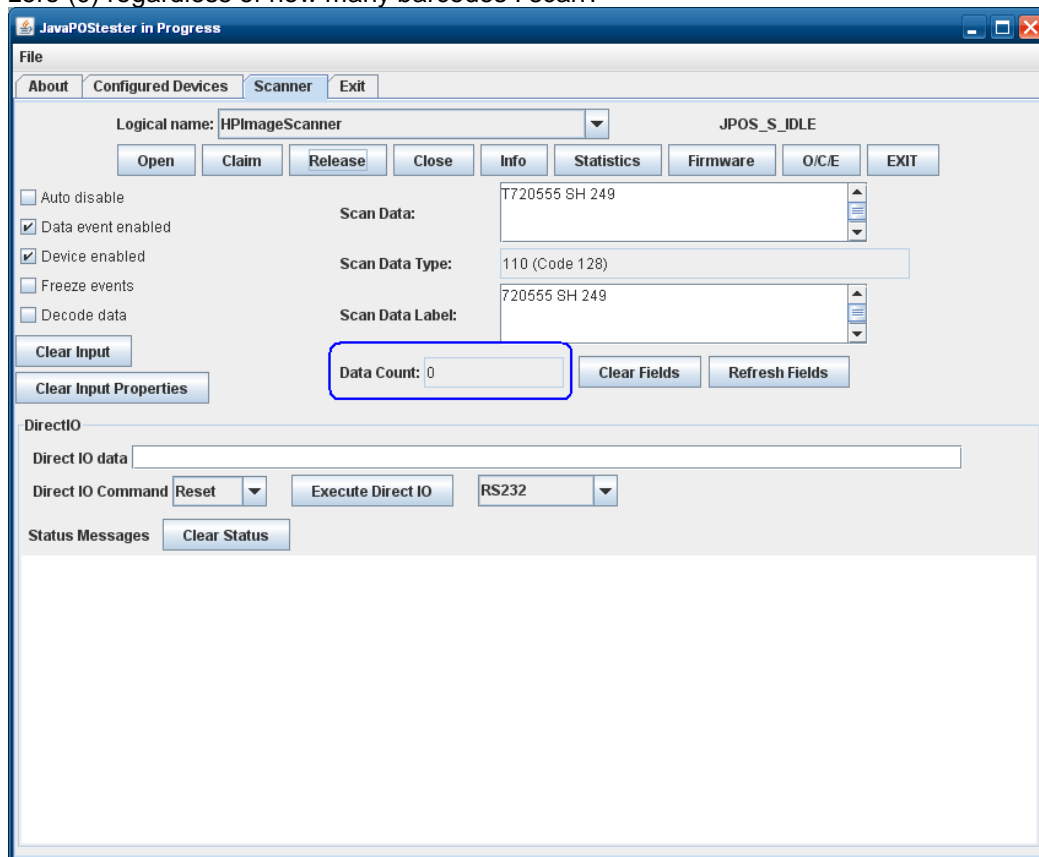 Zero (0) regardless of how many barcodes I scan?
JavaPOStester in Progress
File
About Configured Devices Scanner Exit
Logical name: HPImageScanner JPOS_S_IDLE
Open Claim Release Close Info Statistics Firmware O/C/E EXIT
Auto disable
Data event enabled
Device enabled
Freeze events
Decode data
Clear Input
Clear Input Properties
Scan Data: T720555 SH 249
Scan Data Type: 110 (Code 128)
Scan Data Label: 720555 SH 249
Data Count: 0 Clear Fields Refresh Fields
DirectIO
Direct IO data
Direct IO Command Reset Execute Direct IO RS232
Status Messages Clear Status